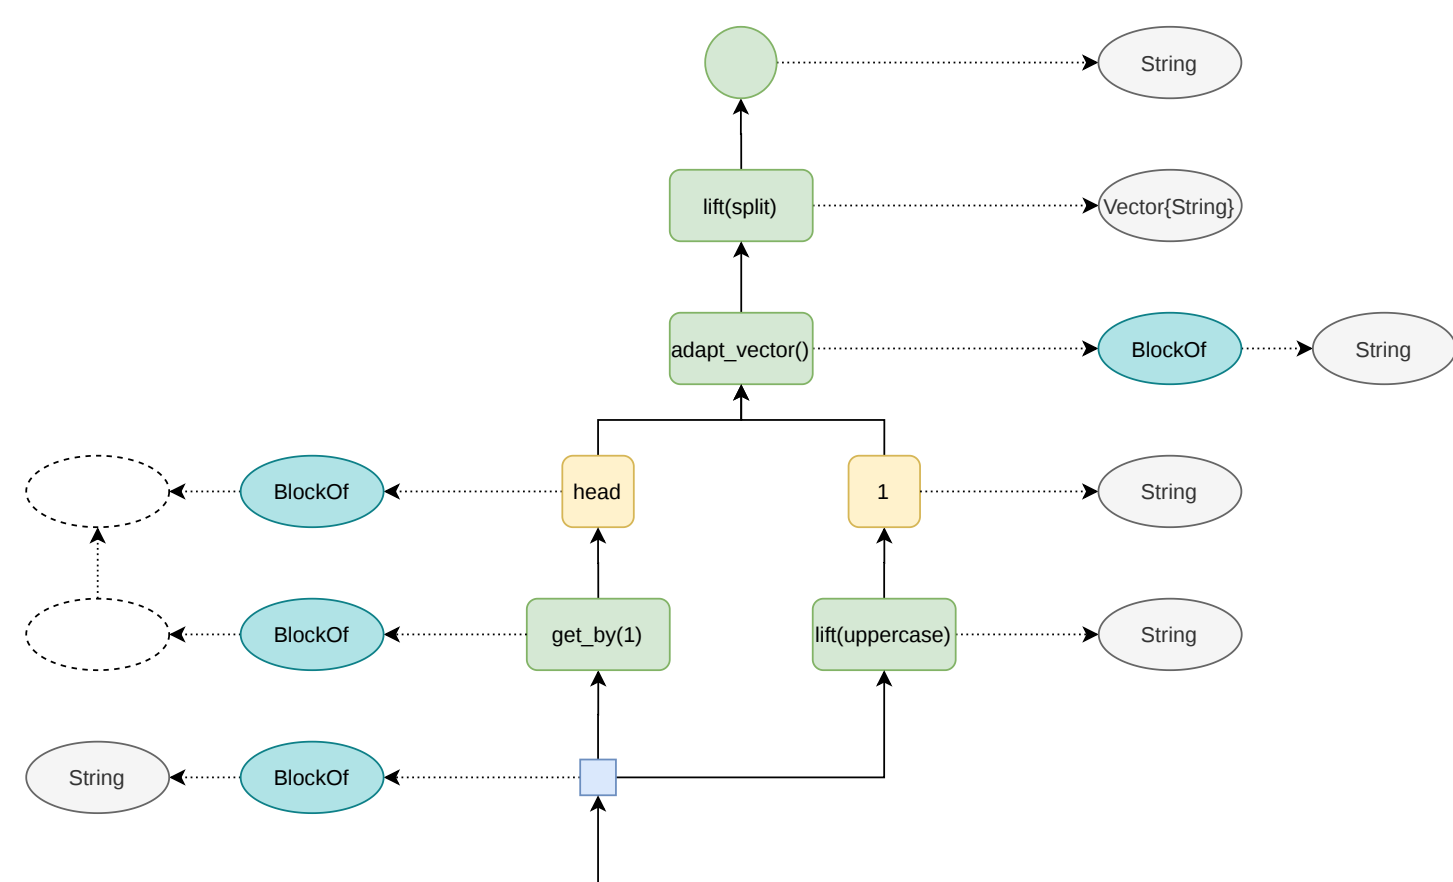 String
lift(split)
Vector{String}
adapt_vector()
BlockOf
String
BlockOf
head
1
String
BlockOf
get_by(1)
lift(uppercase)
String
String
BlockOf